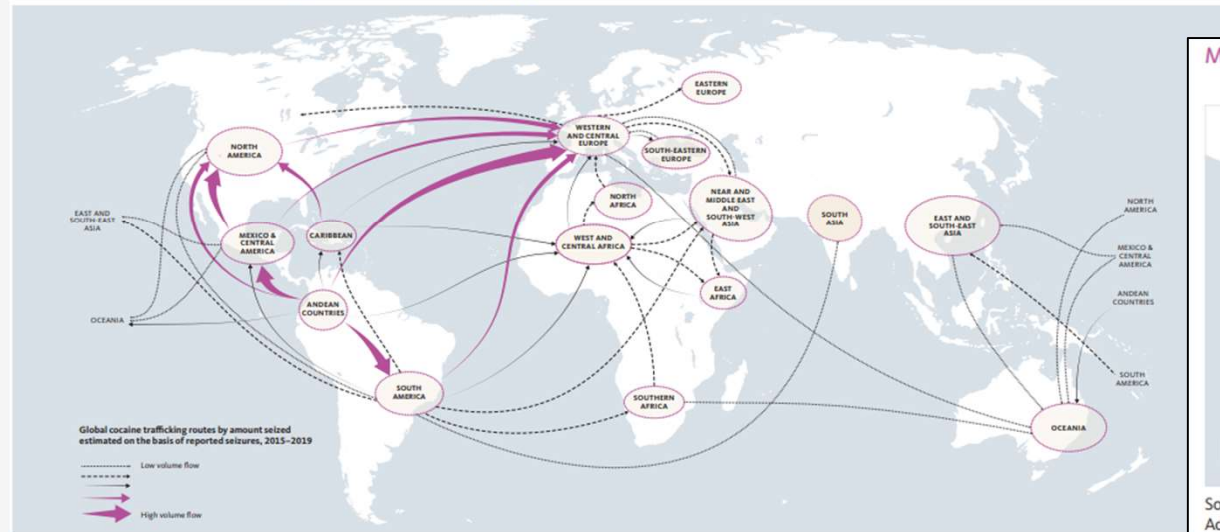 EASTERN
EUROPE
WESTERN
AND CENTRAL
EUROPE
SOUTH-EASTERN
EUROPE
NORTH
AMERICA
NORTH
AFRICA
NEAR AND
MIDDLE EAST
AND
SOUTH-WEST
ASIA
SOUTH
ASIA
EAST AND
SOUTH-EAST
ASIA
NORTH
AMERICA
EAST AND
SOUTH-EAST
ASIA
MEXICO &
CENTRAL
AMERICA
CARIBBEAN
WEST AND
CENTRAL AFRICA
MEXICO &
CENTRAL
AMERICA
EAST
AFRICA
ANDEAN
COUNTRIES
OCEANIA
ANDEAN
COUNTRIES
SOUTH
AMERICA
SOUTH
AMERICA
SOUTHERN
AFRICA
OCEANIA
Global cocaine trafficking routes by amount seized
estimated on the basis of reported seizures, 2015–2019
Low volume flow
High volume flow